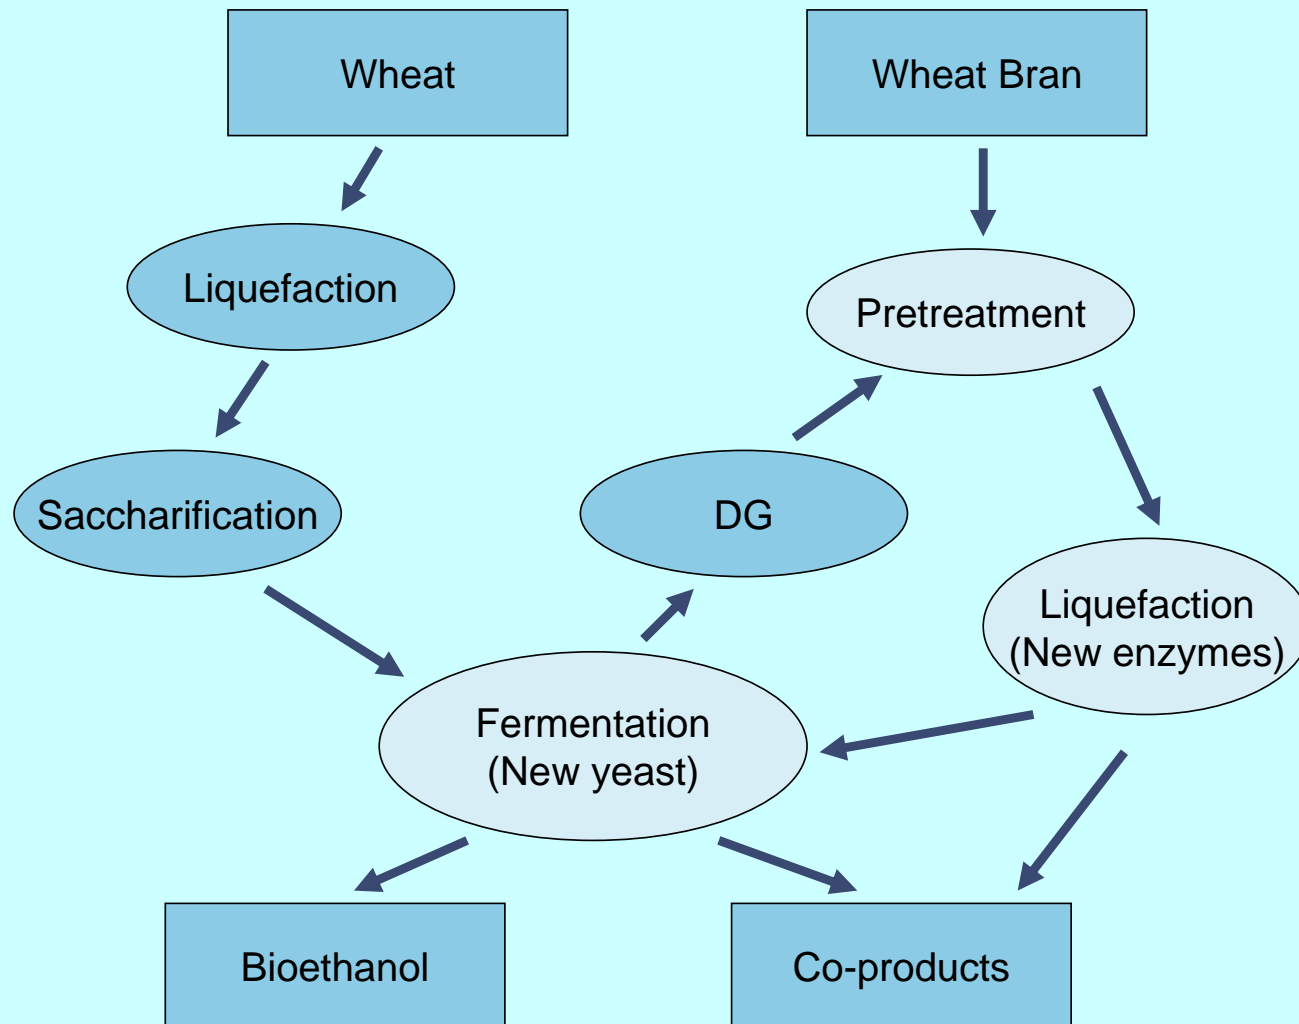 Wheat
Wheat Bran
Liquefaction
Pretreatment
Saccharification
DG
Liquefaction
(New enzymes)
Fermentation
(New yeast)
Bioethanol
Co-products